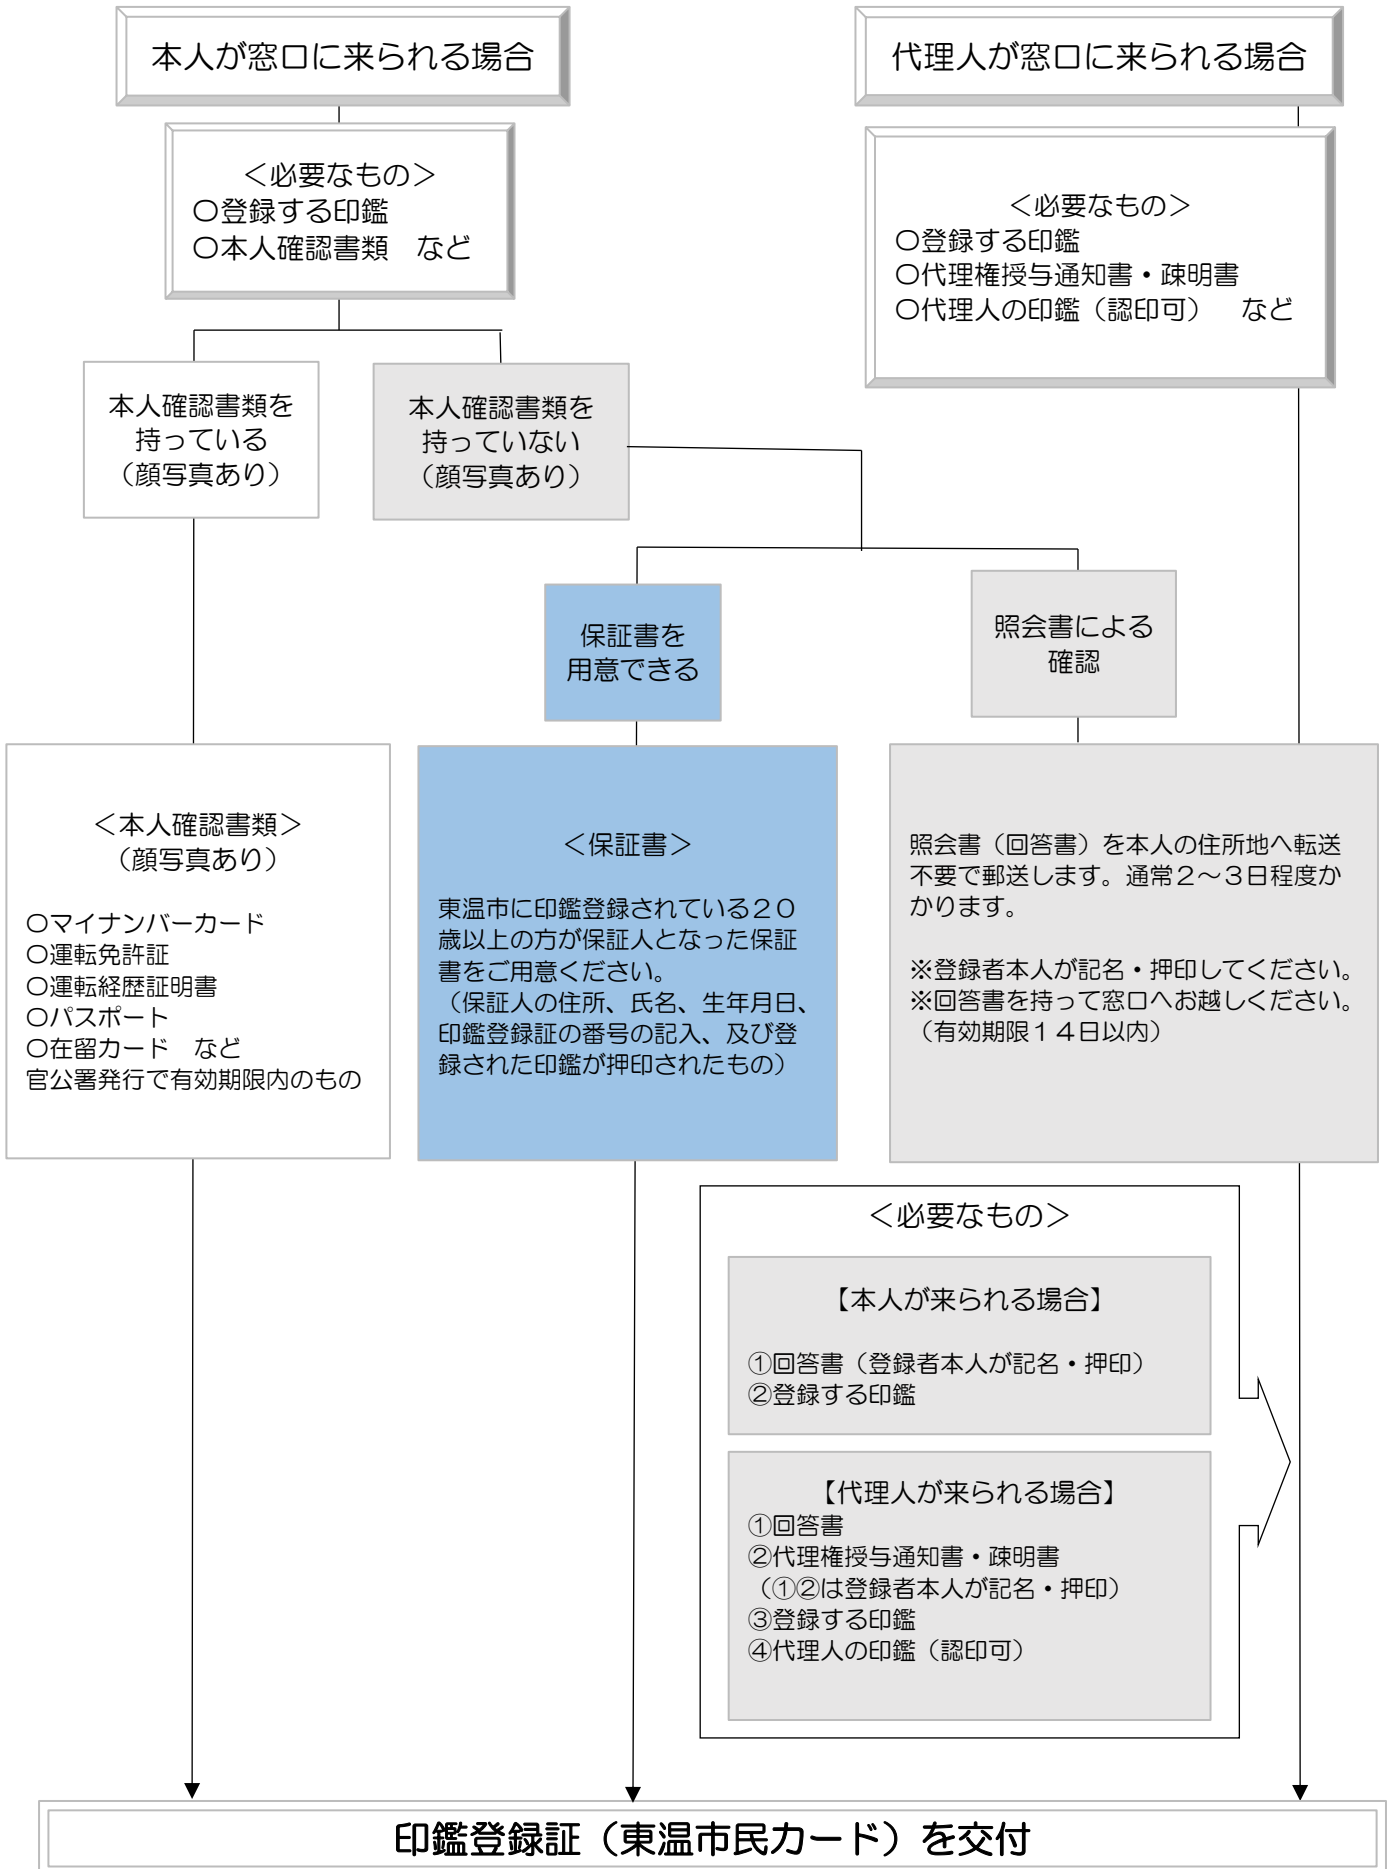 本人が窓口に来られる場合
代理人が窓口に来られる場合
＜必要なもの＞
〇登録する印鑑
〇本人確認書類　など
＜必要なもの＞
〇登録する印鑑
〇代理権授与通知書・疎明書
〇代理人の印鑑（認印可）　など
本人確認書類を
持っている
（顔写真あり）
本人確認書類を
持っていない
（顔写真あり）
保証書を
用意できる
照会書による
確認
＜本人確認書類＞
（顔写真あり）
〇マイナンバーカード
〇運転免許証
〇運転経歴証明書
〇パスポート
〇在留カード　など
官公署発行で有効期限内のもの
＜保証書＞
東温市に印鑑登録されている２０
歳以上の方が保証人となった保証
書をご用意ください。
（保証人の住所、氏名、生年月日、
印鑑登録証の番号の記入、及び登
録された印鑑が押印されたもの）
照会書（回答書）を本人の住所地へ転送
不要で郵送します。通常２～３日程度か
かります。
※登録者本人が記名・押印してください。
※回答書を持って窓口へお越しください。
（有効期限１４日以内）
＜必要なもの＞
【本人が来られる場合】
①回答書（登録者本人が記名・押印）
②登録する印鑑
【代理人が来られる場合】
①回答書
②代理権授与通知書・疎明書
（①②は登録者本人が記名・押印）
③登録する印鑑
④代理人の印鑑（認印可）
印鑑登録証（東温市民カード）を交付